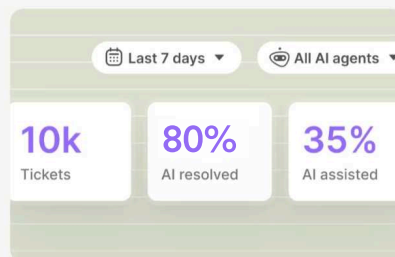 Last 7 days
All AI agents
10k
80%
35%
Tickets
AI resolved
AI assisted